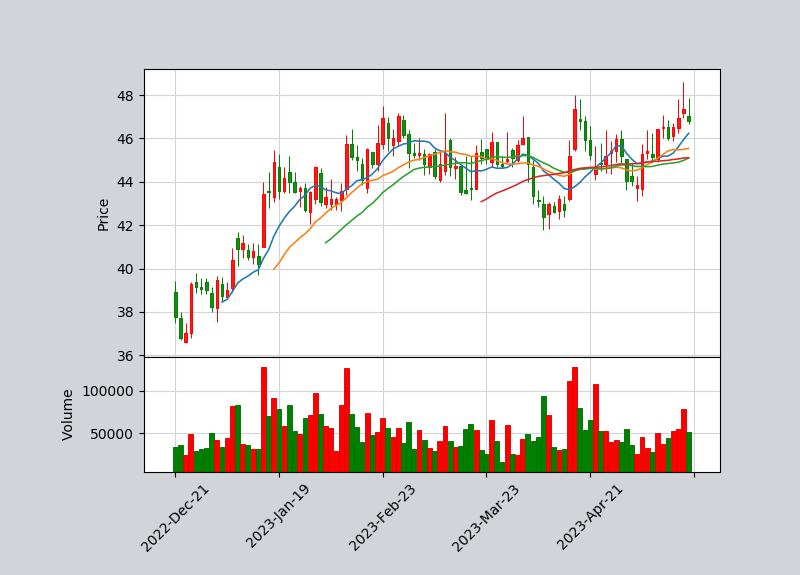 48
46
44
42
40
38
36
Price
100000
50000
Volume
2022-Dec-21
2023-Jan-19
2023-Feb-23
2023-Mar-23
2023-Apr-21